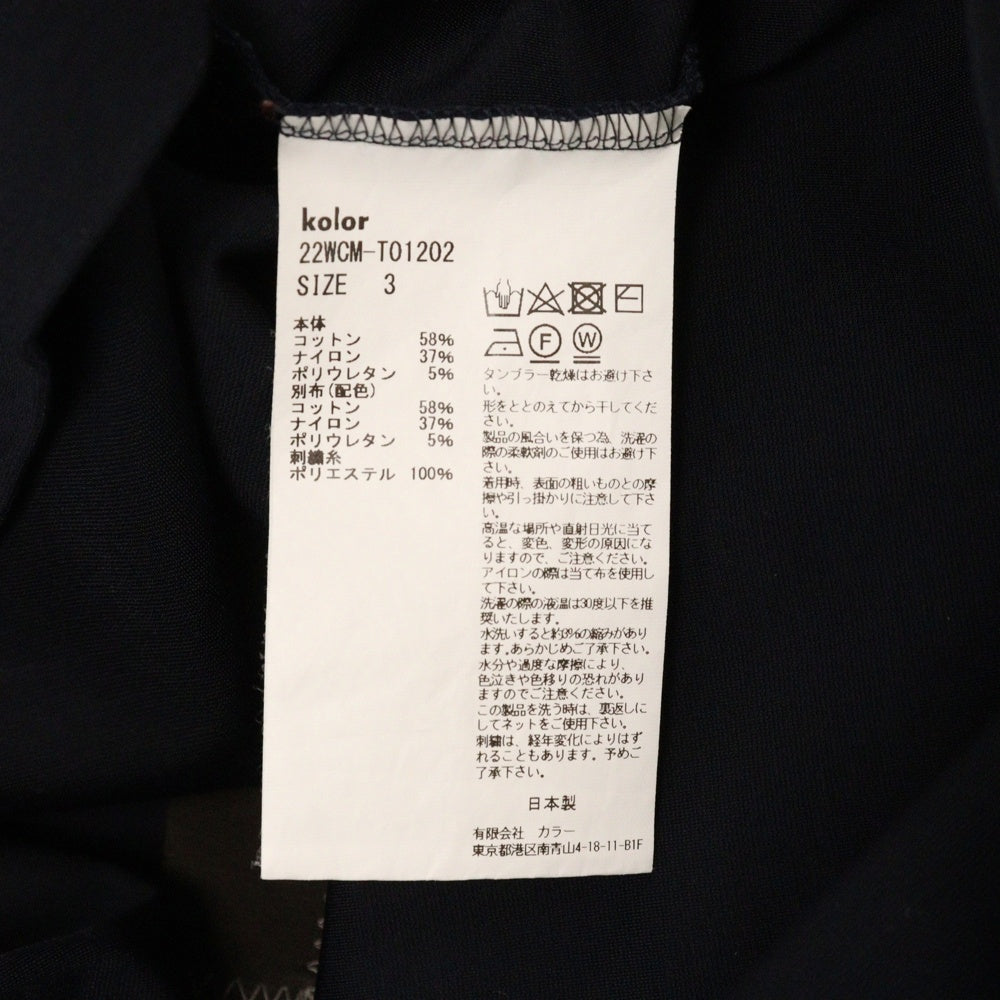 kolor
22WCM-T01202
SIZE 3
本体
コットン 58%
ナイロン 37%
ポリウレタン 5%
別布(配色)
コットン 58%
ナイロン 37%
ポリウレタン 5%
刺繍糸
ポリエステル 100%
F W
タンブラー乾燥はお避け下さ
い。
形をととのえてから干してくだ
さい。
製品の風合いを保つ為、洗濯の
際の柔軟剤のご使用はお避け下
さい。
着用時、表面の粗いものとの摩
擦や引っ掛かりに注意して下さ
い。
高温な場所や直射日光に当て
ると、変色、変形の原因にな
りますので、ご注意ください。
アイロンの際は当て布を使用し
て下さい。
洗濯の際の液温は30度以下を推
奨いたします。
水洗いすると約3%の縮みがあり
ます。あらかじめご了承下さい。
水分や過度な摩擦により、
色泣きや色移りの恐れがあり
ますのでご注意ください。
この製品を洗う時は、裏返しに
してネットをご使用下さい。
刺繍は、経年変化によりはず
れることもあります。予めご
了承下さい。
日本製
有限会社 カラー
東京都港区南青山4-18-11-B1F